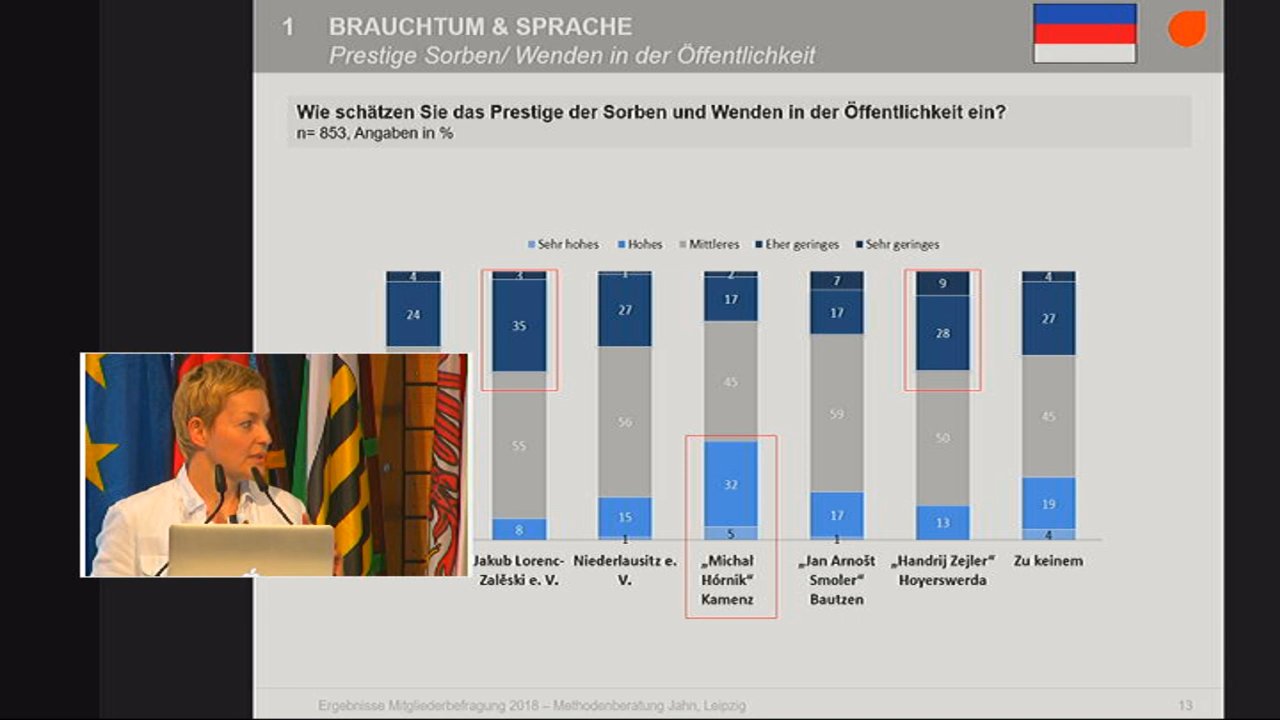 1 BRAUCHTUM & SPRACHE
Prestige Sorben/ Wenden in der Öffentlichkeit
Wie schätzen Sie das Prestige der Sorben und Wenden in der Öffentlichkeit ein?
n= 853, Angaben in %
Sehr hohes Hohes Mittleres Eher geringes Sehr geringes
4 3 1 2 7 9 4
24 35 27 17 17 28 27
55 56 45 59 50 45
8 15 32 17 13 19
1 5 1 4
Jakub Lorenc- Niederlausitz e. „Michał „Jan Arnošt „Handrij Zejler“ Zu keinem
Zalěski e. V. V. Hórnik“ Smoler“ Hoyerswerda
Kamenz Bautzen
Ergebnisse Mitgliederbefragung 2018 – Methodenberatung Jahn, Leipzig 13